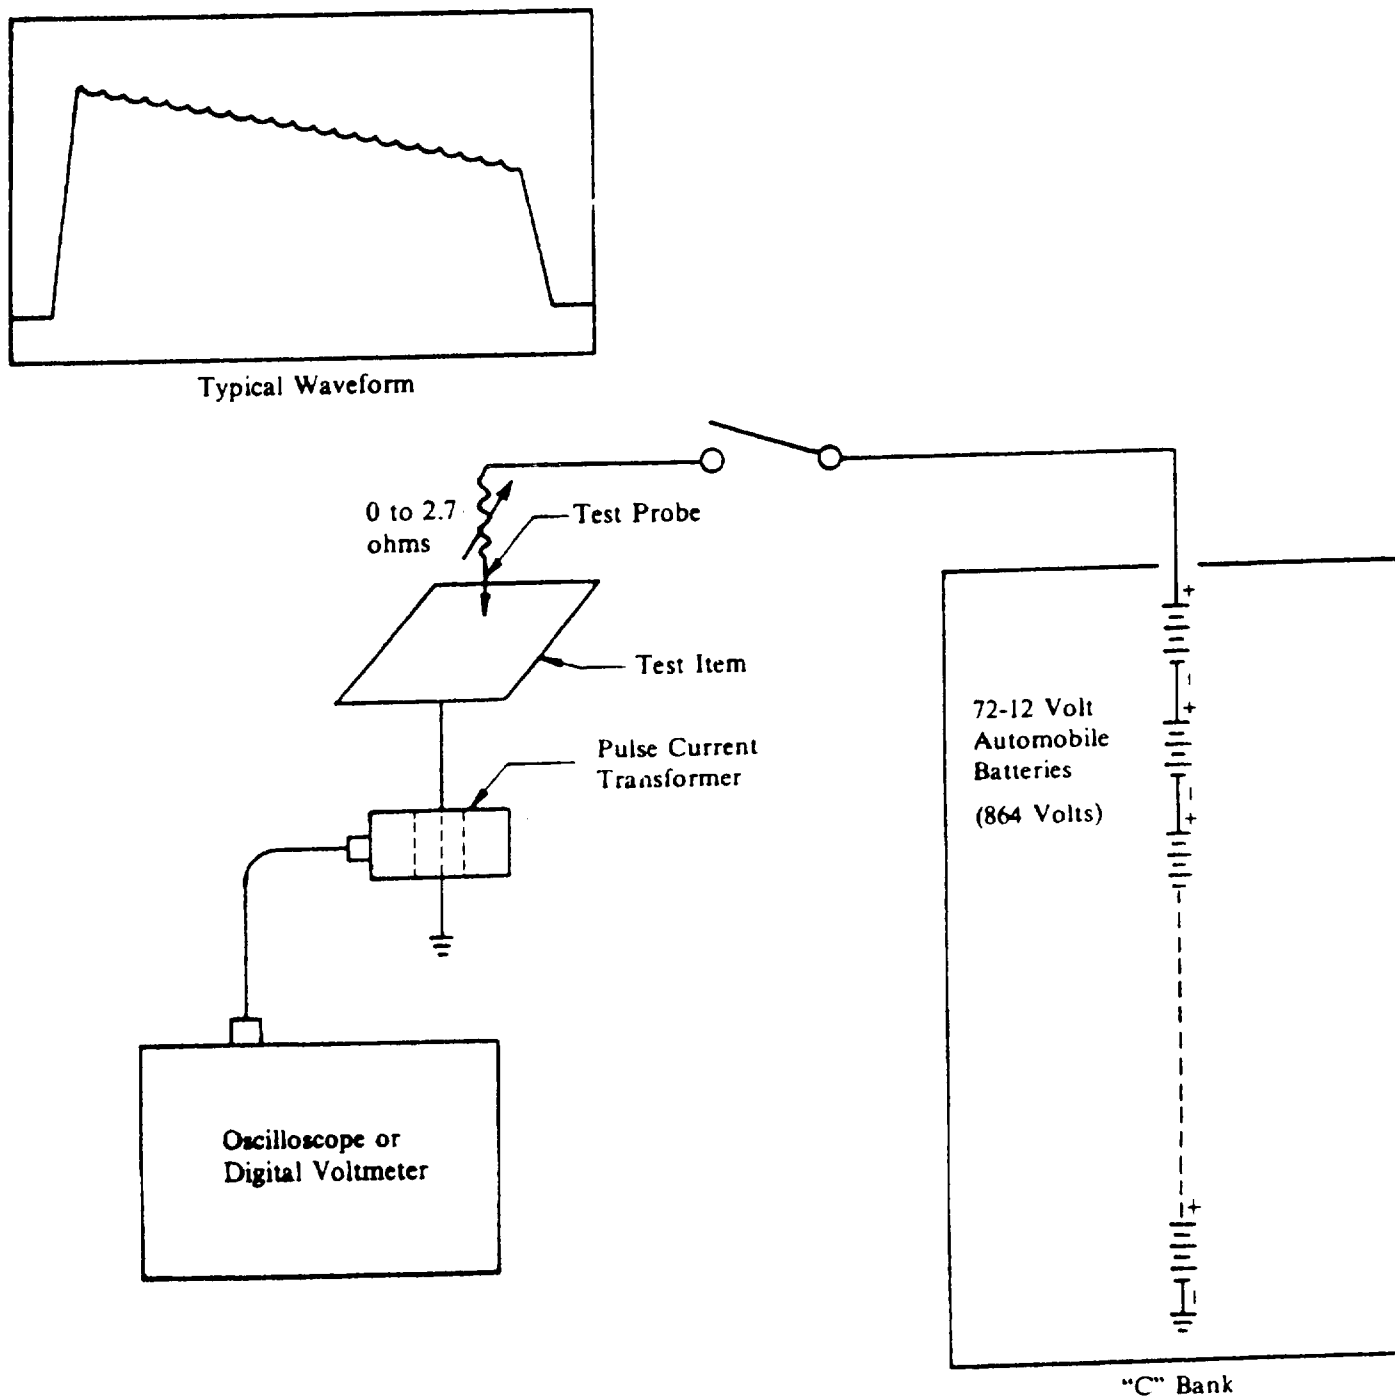 Typical Waveform
0 to 2.7
ohms
Test Probe
Test Item
Pulse Current
Transformer
72-12 Volt
Automobile
Batteries
(864 Volts)
+
−
+
−
+
+
−
Oscilloscope or
Digital Voltmeter
"C" Bank